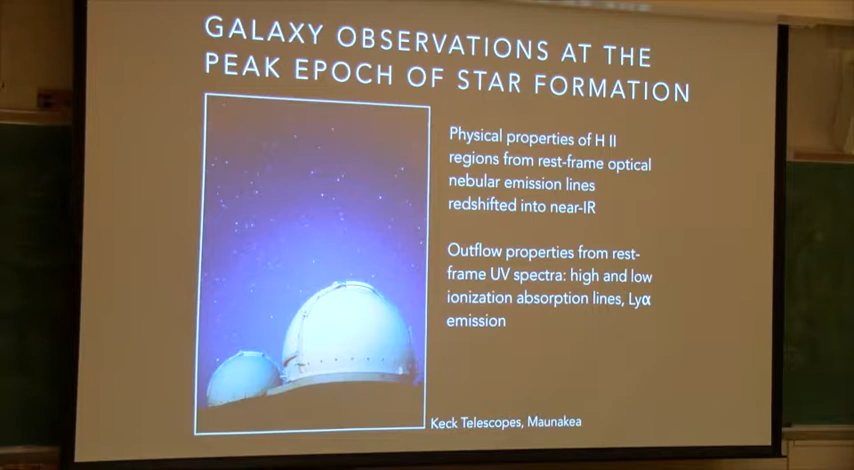 GALAXY OBSERVATIONS AT THE
PEAK EPOCH OF STAR FORMATION
Physical properties of H II
regions from rest-frame optical
nebular emission lines
redshifted into near-IR
Outflow properties from rest-
frame UV spectra: high and low
ionization absorption lines, Lyα
emission
Keck Telescopes, Maunakea